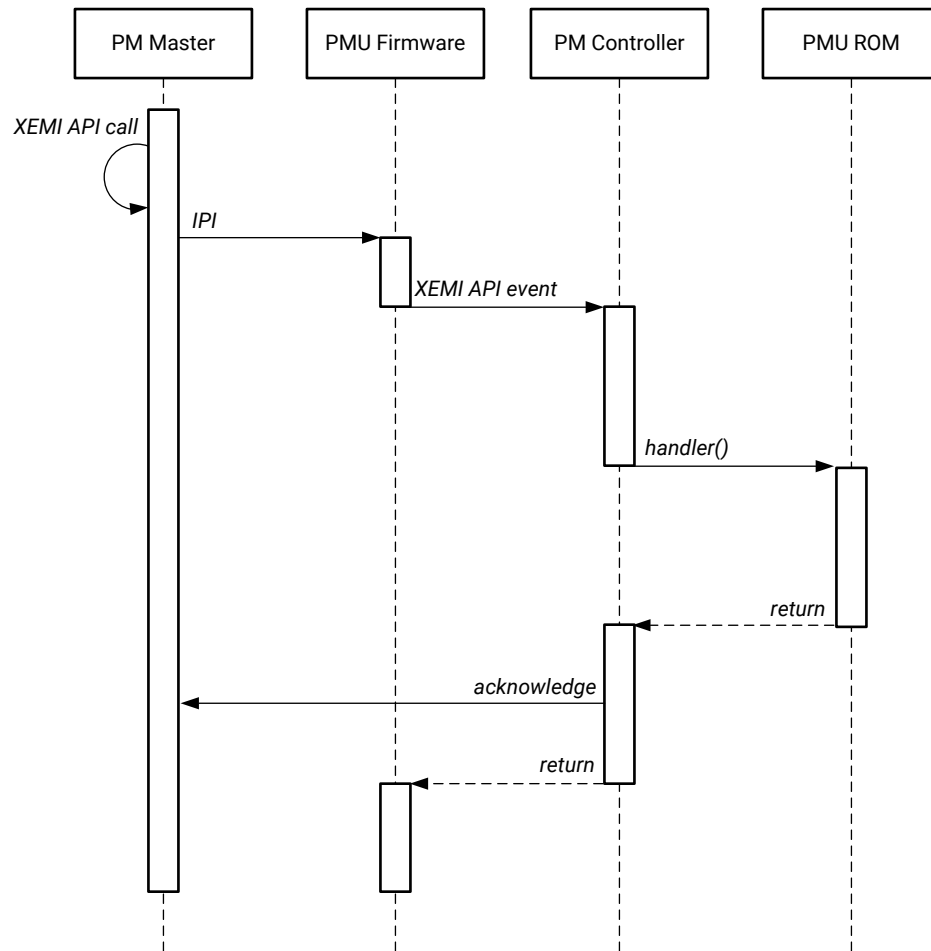 PM Master
PMU Firmware
PM Controller
PMU ROM
XEMI API call
IPI
XEMI API event
handler()
return
acknowledge
return